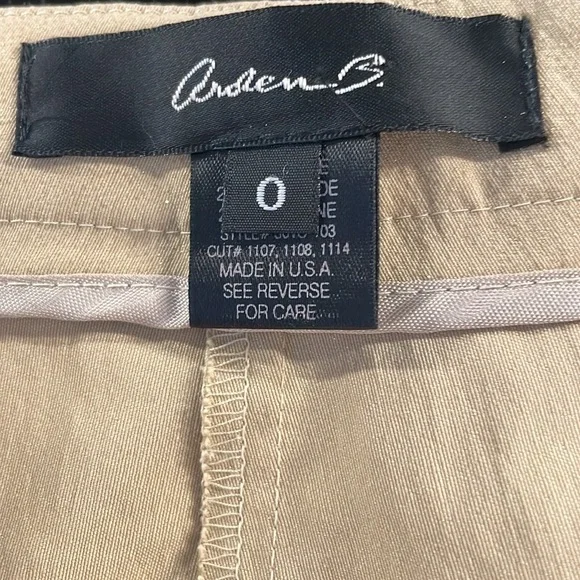 Arden B.
0
CUT# 1107, 1108, 1114
MADE IN U.S.A.
SEE REVERSE
FOR CARE